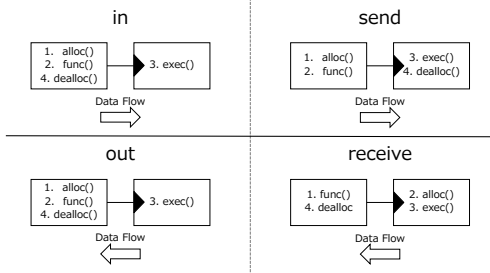 in
1. alloc()
2. func()
4. dealloc()
3. exec()
Data Flow
send
1. alloc()
2. func()
3. exec()
4. dealloc()
Data Flow
out
1. alloc()
2. func()
4. dealloc()
3. exec()
Data Flow
receive
1. func()
4. dealloc
2. alloc()
3. exec()
Data Flow